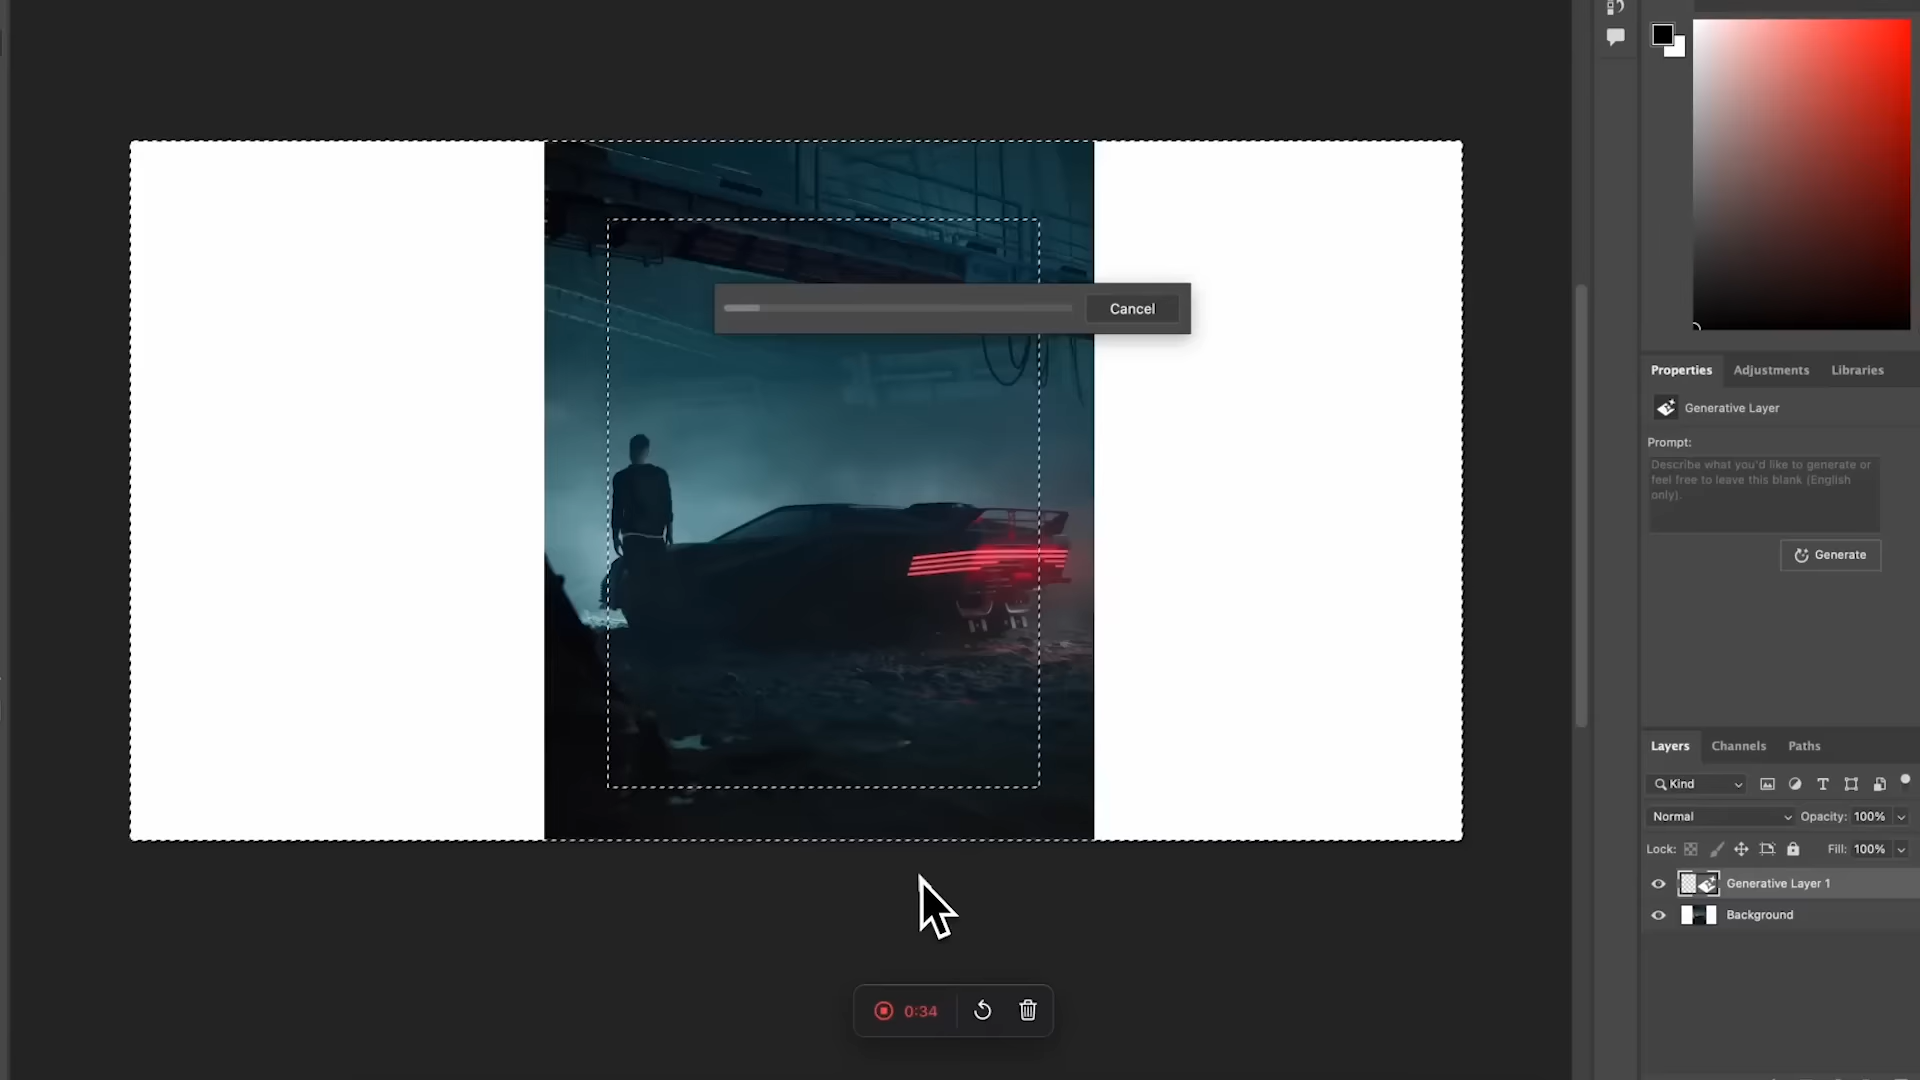 Cancel
Properties Adjustments Libraries
Generative Layer
Prompt:
Describe what you'd like to generate or
feel free to leave this blank (English
only).
Generate
Layers Channels Paths
Kind
Normal Opacity: 100%
Lock: Fill: 100%
Generative Layer 1
Background
0:34